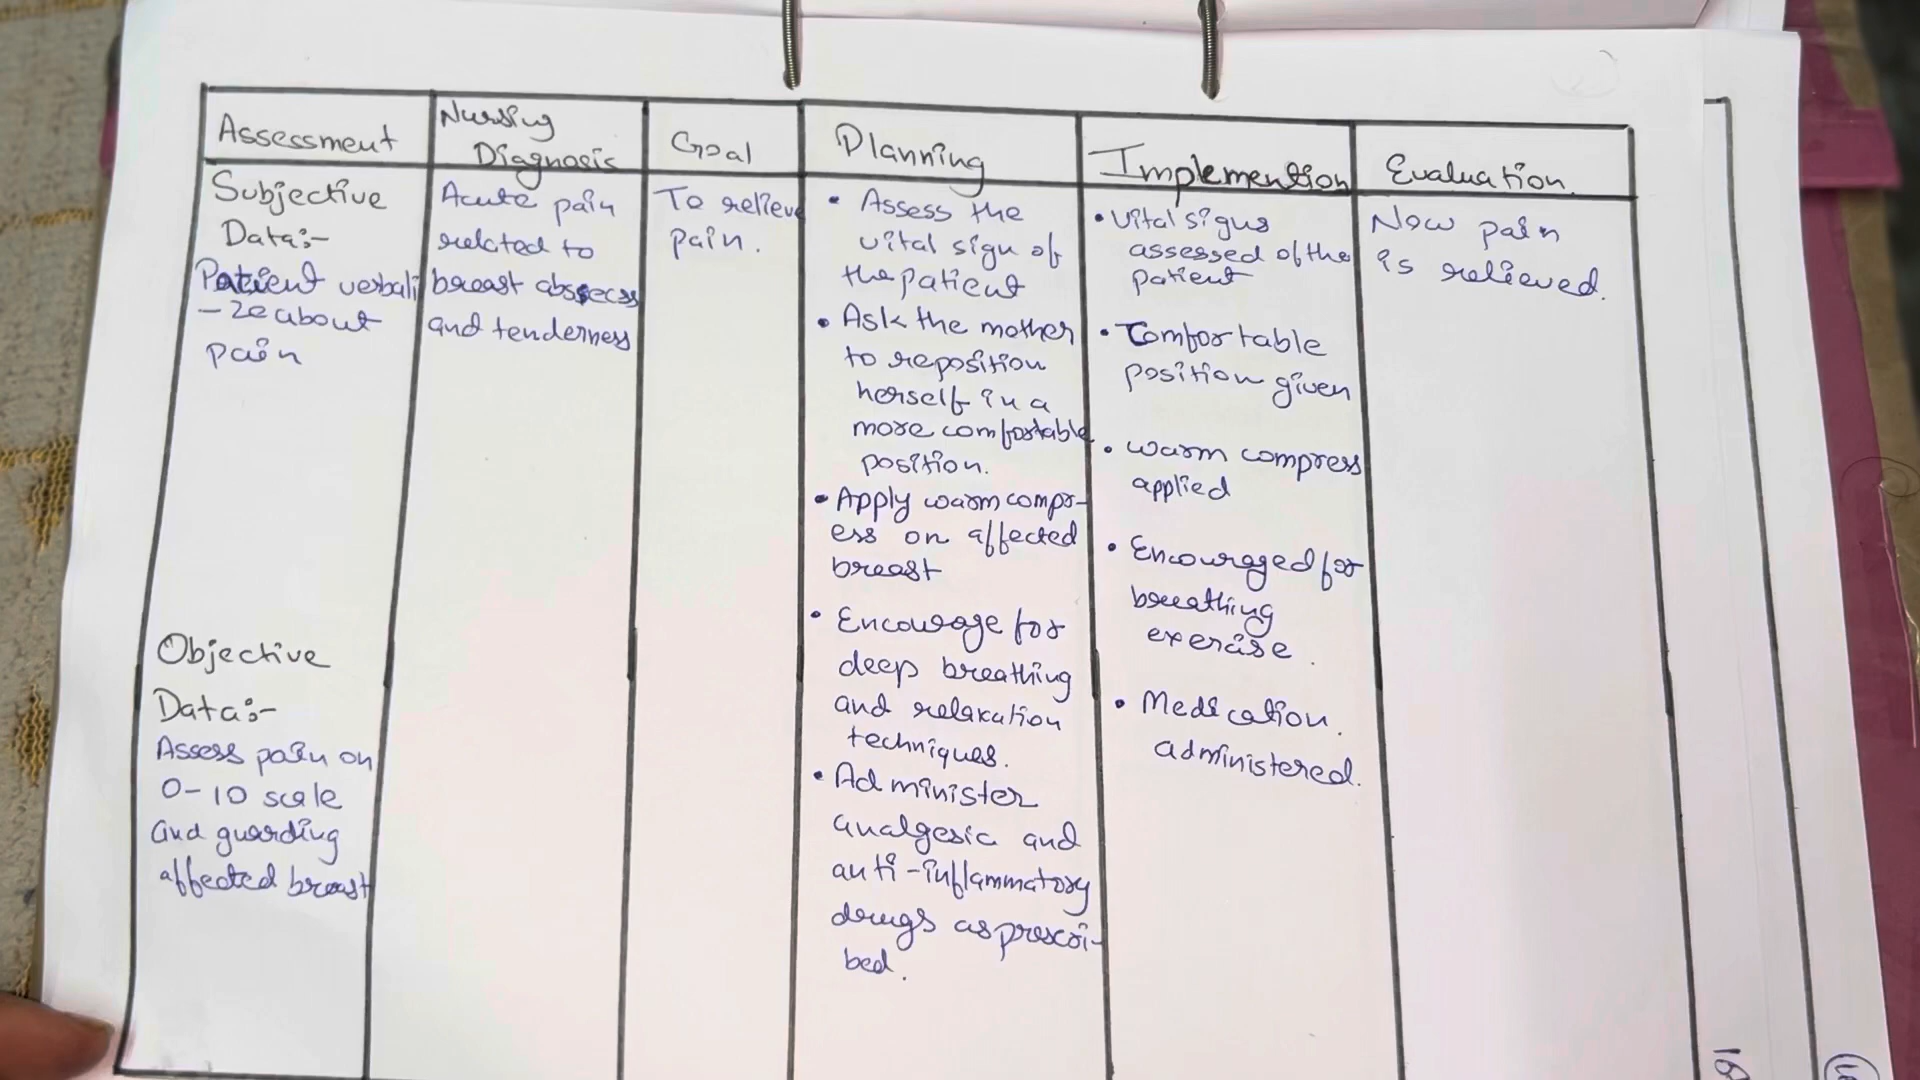 Assessment
Subjective
Data:-
Patient verbali
-ze about
pain
Objective
Data:-
Assess pain on
0-10 scale
and guarding
affected breast
Nursing
Diagnosis
Acute pain
related to
breast abscess
and tenderness
Goal
To relieve
pain.
Planning
• Assess the
vital sign of
the patient
• Ask the mother
to reposition
herself in a
more comfortable
position.
• Apply warm compr-
ess on affected
breast
• Encourage for
deep breathing
and relaxation
techniques.
• Administer
analgesic and
anti-inflammatory
drugs as prescri-
bed.
Implemention
• Vital signs
assessed of the
patient
• Comfortable
position given
• warm compress
applied
• Encouraged for
breathing
exercise.
• Medication
administered.
Evaluation.
Now pain
is relieved.